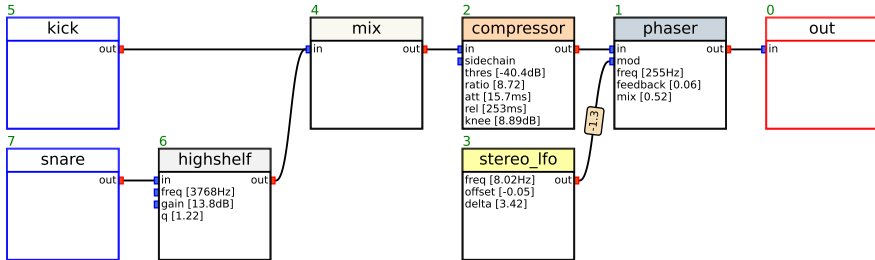 5
kick
out
4
mix
in
out
2
compressor
in
out
sidechain
thres [-40.4dB]
ratio [8.72]
att [15.7ms]
rel [253ms]
knee [8.89dB]
1
phaser
in
out
mod
freq [255Hz]
feedback [0.06]
mix [0.52]
0
out
in
-1.3
7
snare
out
6
highshelf
in
out
freq [3768Hz]
gain [13.8dB]
q [1.22]
3
stereo_lfo
freq [8.02Hz]
out
offset [-0.05]
delta [3.42]